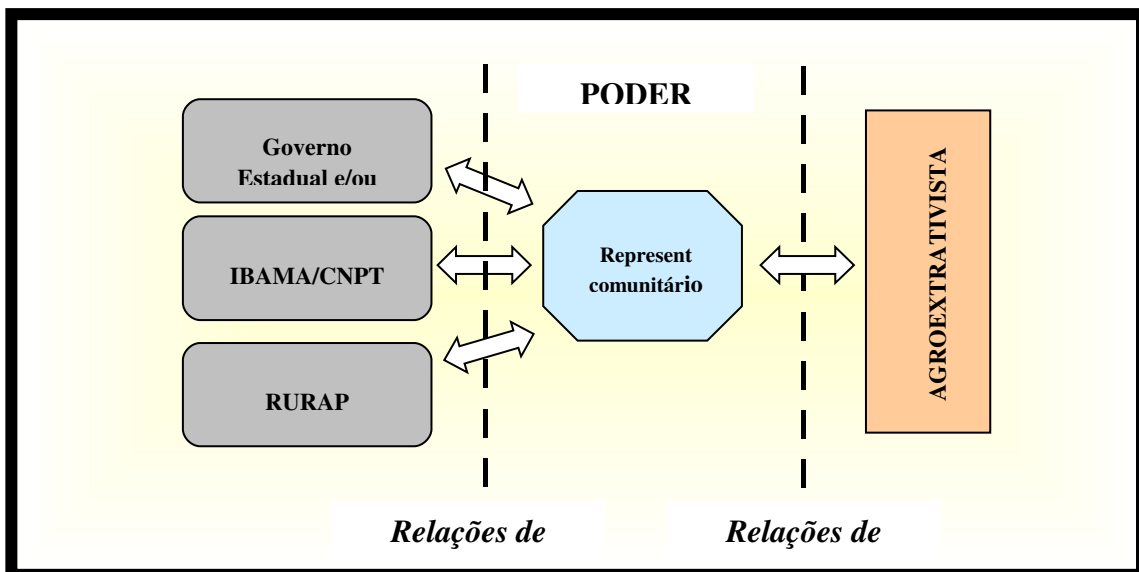 PODER
Governo
Estadual e/ou
IBAMA/CNPT
RURAP
Represent
comunitário
AGROEXTRATIVISTA
Relações de
Relações de